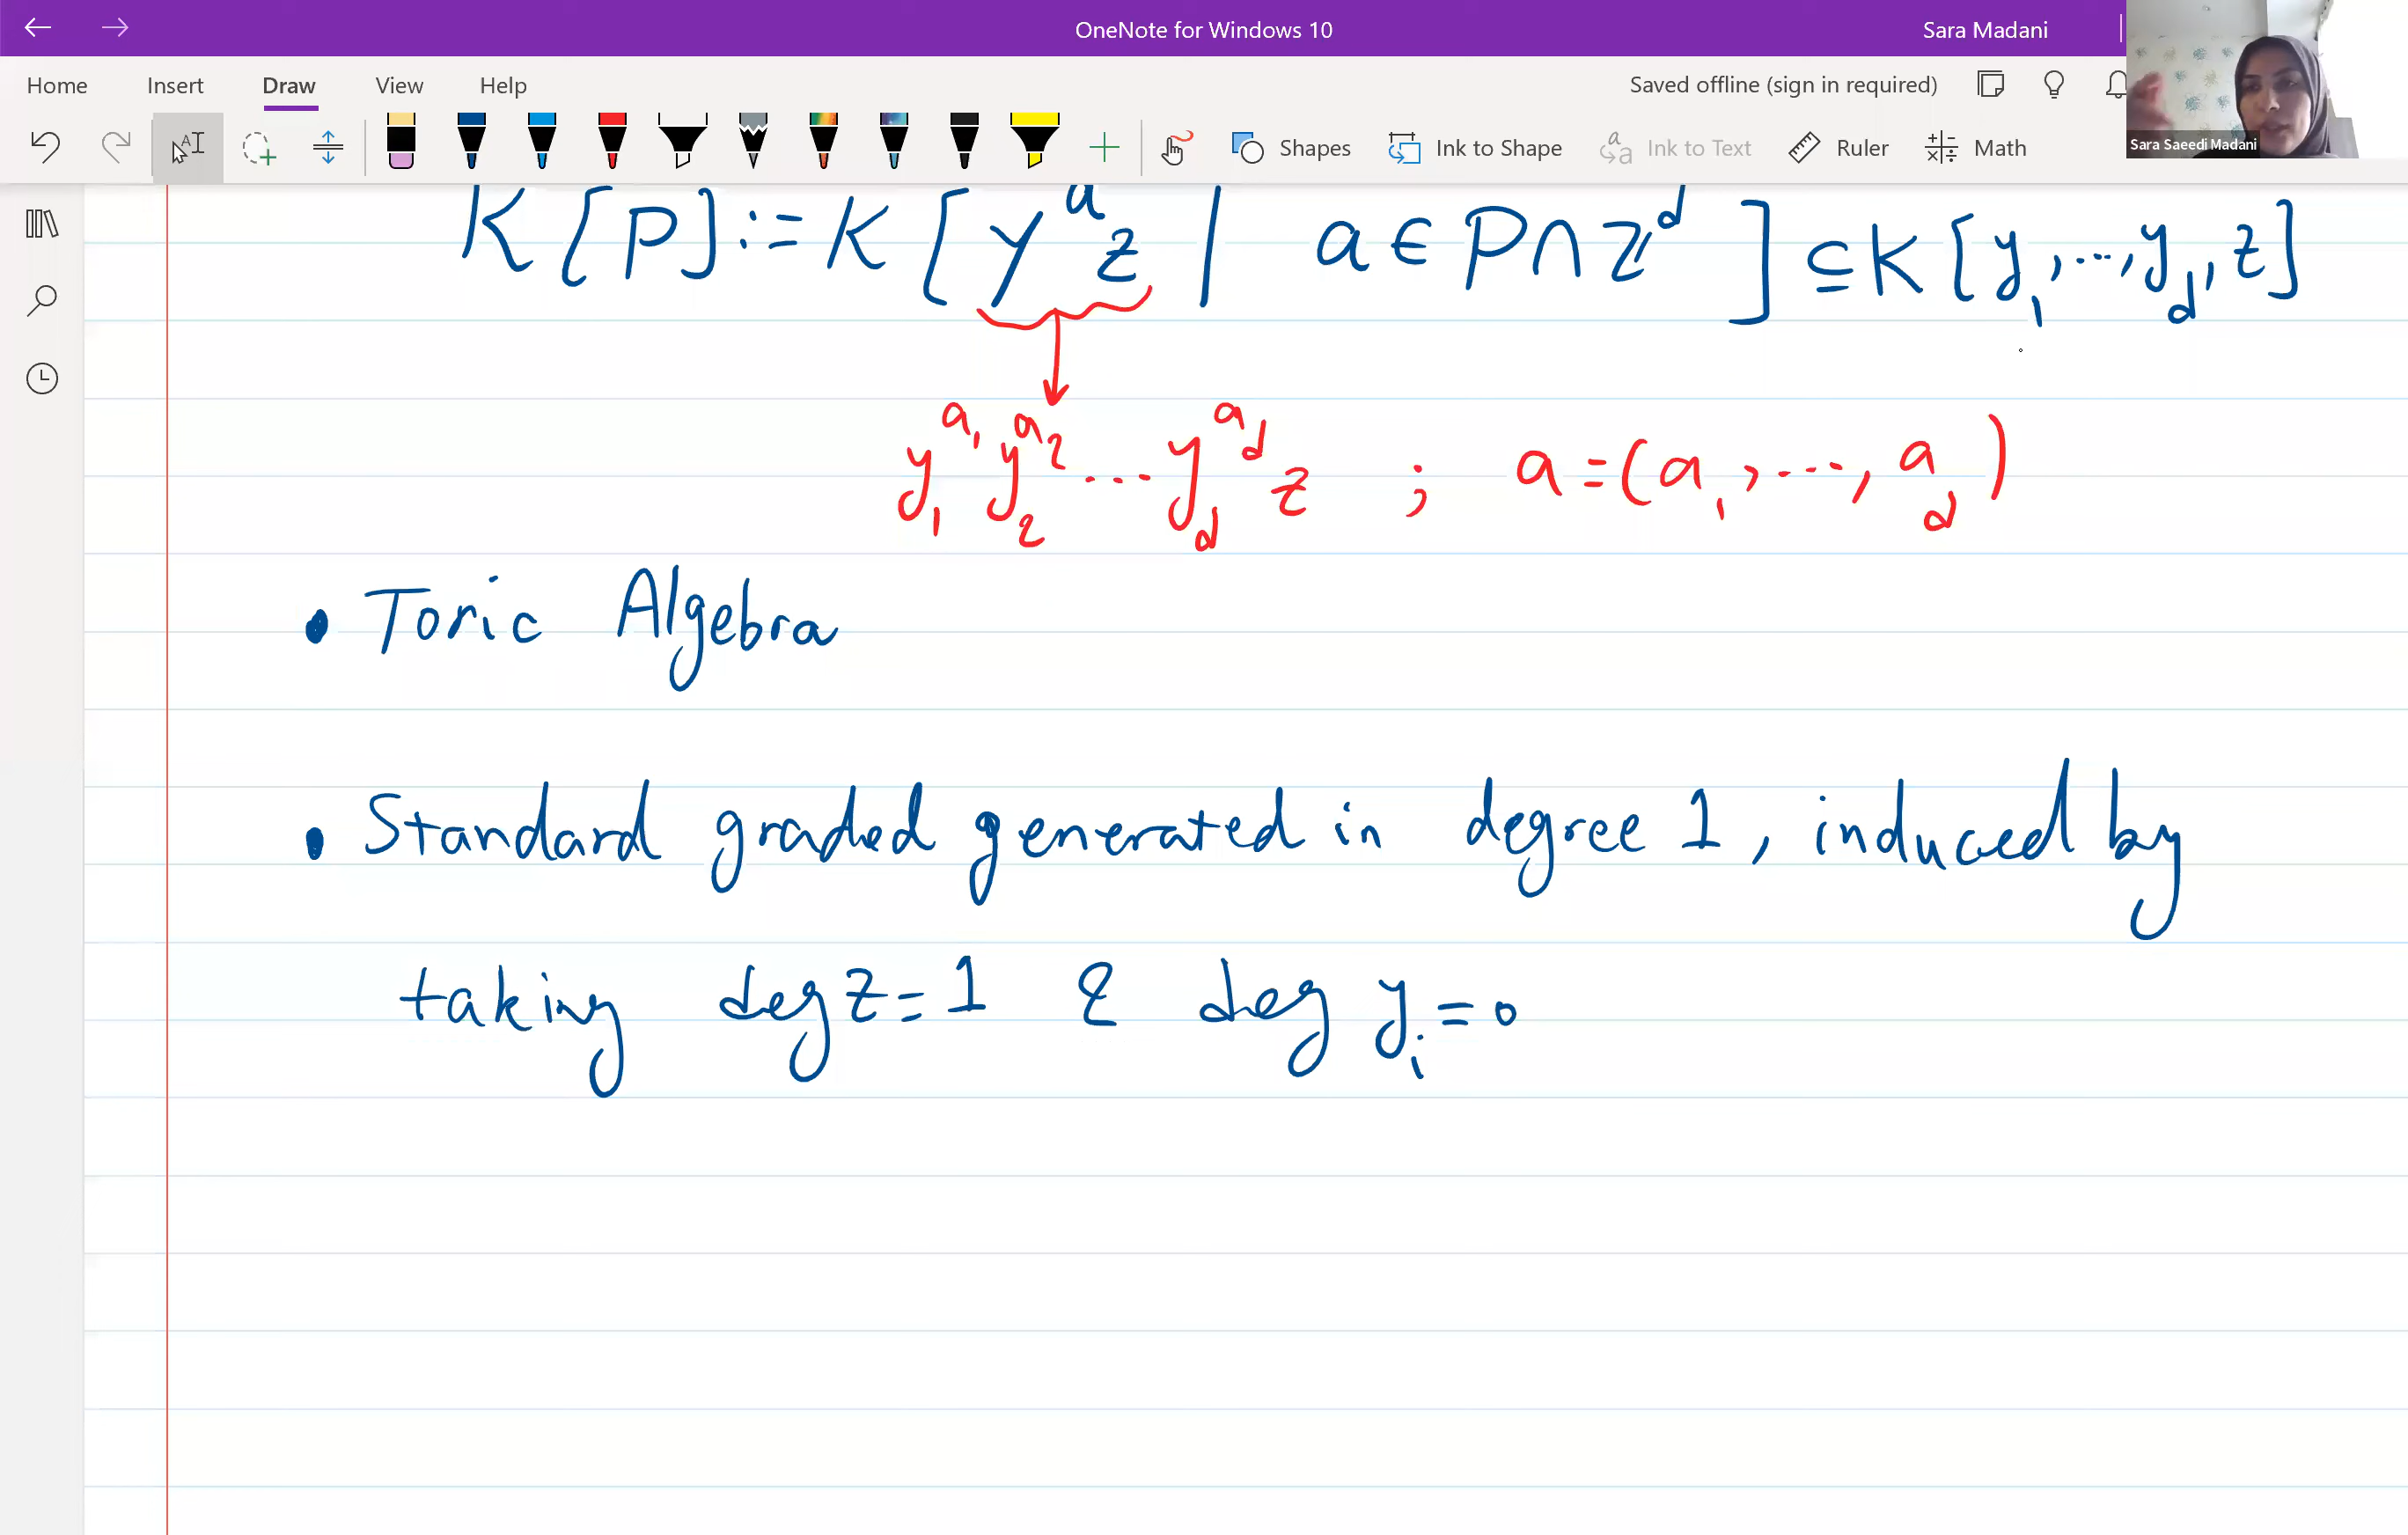 OneNote for Windows 10
Sara Madani
Home Insert Draw View Help
Saved offline (sign in required)
Shapes Ink to Shape Ink to Text Ruler Math
Sara Saeedi Madani
K[P] := K[y^a z | a ∈ P ∩ ℤ^d] ⊆ K[y_1, ..., y_d, z]
y_1^{a_1} y_2^{a_2} ... y_d^{a_d} z ; a = (a_1, ..., a_d)
• Toric Algebra
• Standard graded generated in degree 1, induced by
taking deg z = 1 & deg y_i = 0